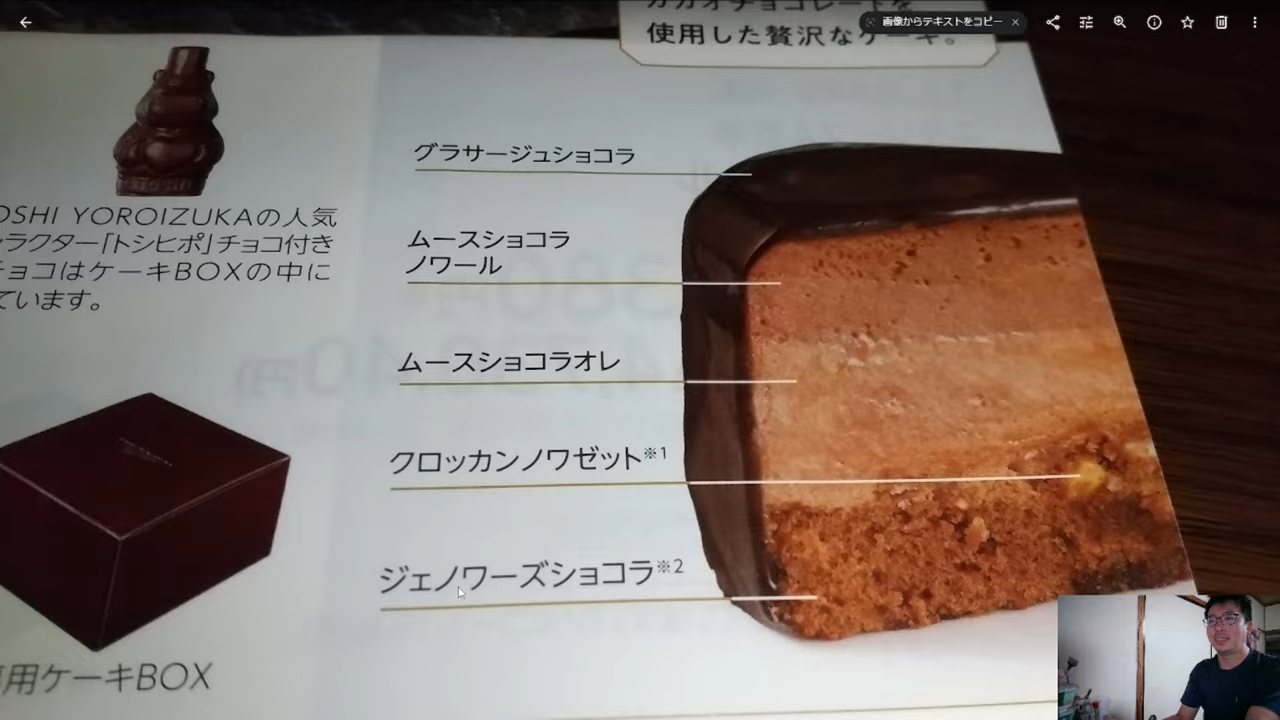 画像からテキストをコピー
使用した贅沢なケーキ。
グラサージュショコラ
ムースショコラ
ノワール
ムースショコラオレ
クロッカンノワゼット※1
ジェノワーズショコラ※2
OSHI YOROIZUKAの人気
ラクター「トシヒポ」チョコ付き
チョコはケーキBOXの中に
ています。
用ケーキBOX